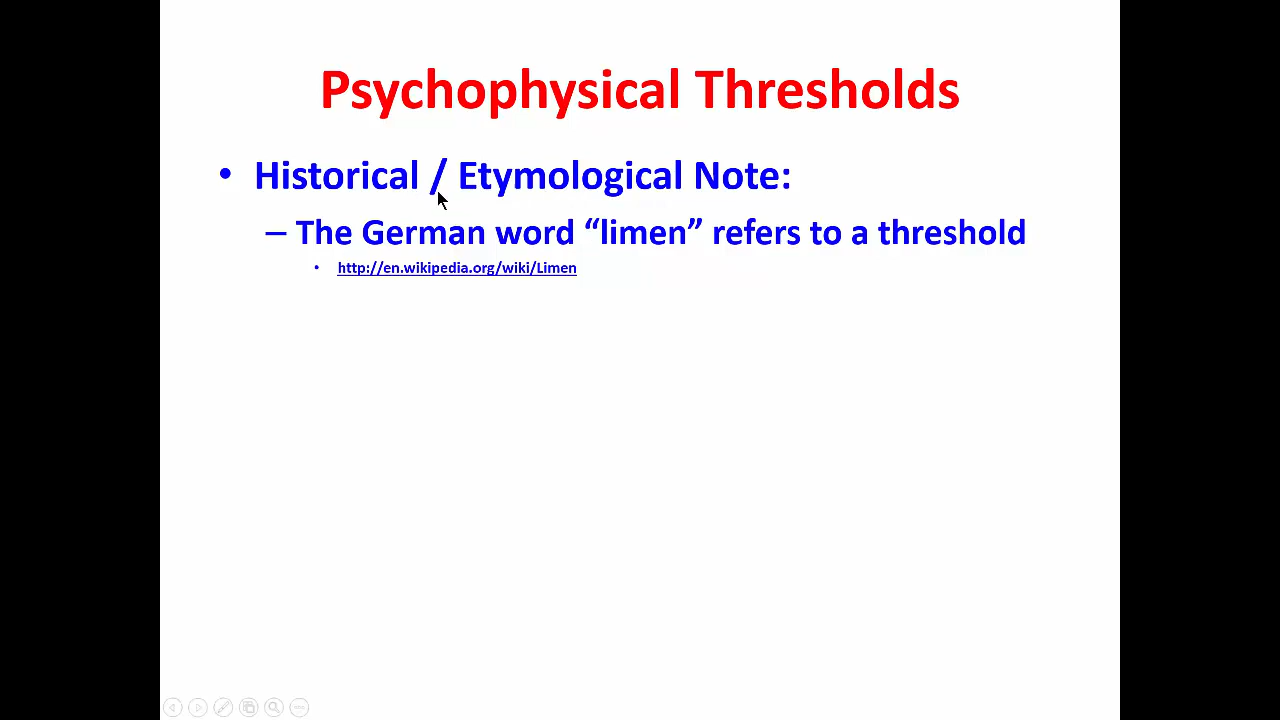 Psychophysical Thresholds
• Historical / Etymological Note:
– The German word “limen” refers to a threshold
• http://en.wikipedia.org/wiki/Limen